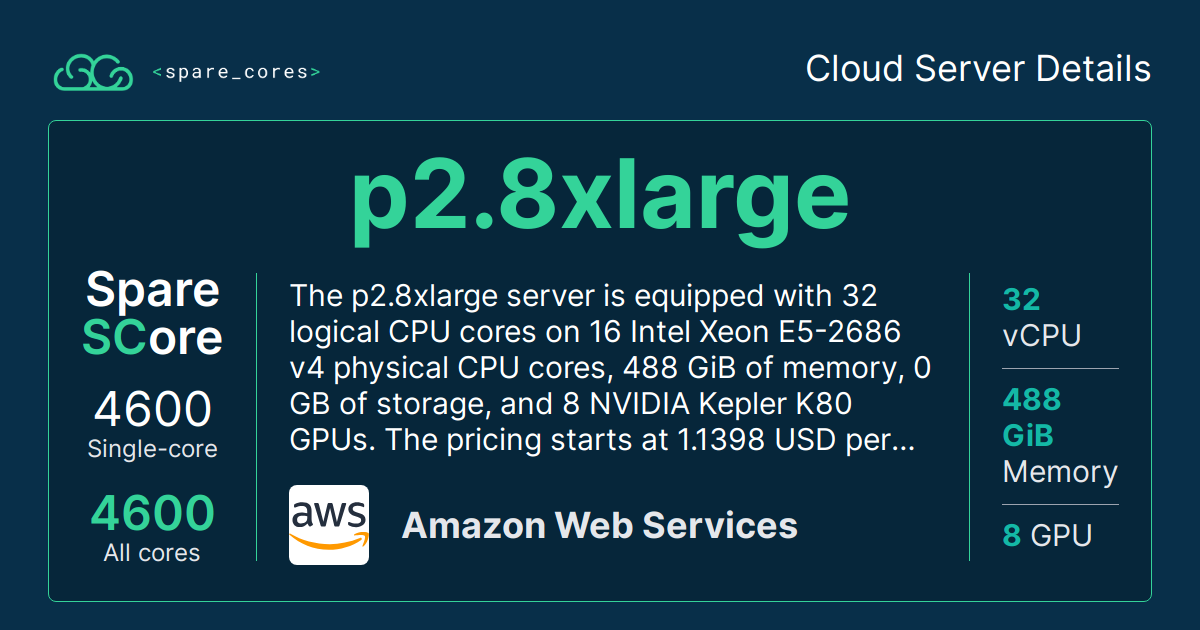 <spare_cores>
Cloud Server Details
p2.8xlarge
Spare
SCore
4600
Single-core
4600
All cores
The p2.8xlarge server is equipped with 32
logical CPU cores on 16 Intel Xeon E5-2686
v4 physical CPU cores, 488 GiB of memory, 0
GB of storage, and 8 NVIDIA Kepler K80
GPUs. The pricing starts at 1.1398 USD per...
aws
Amazon Web Services
32
vCPU
488
GiB
Memory
8 GPU